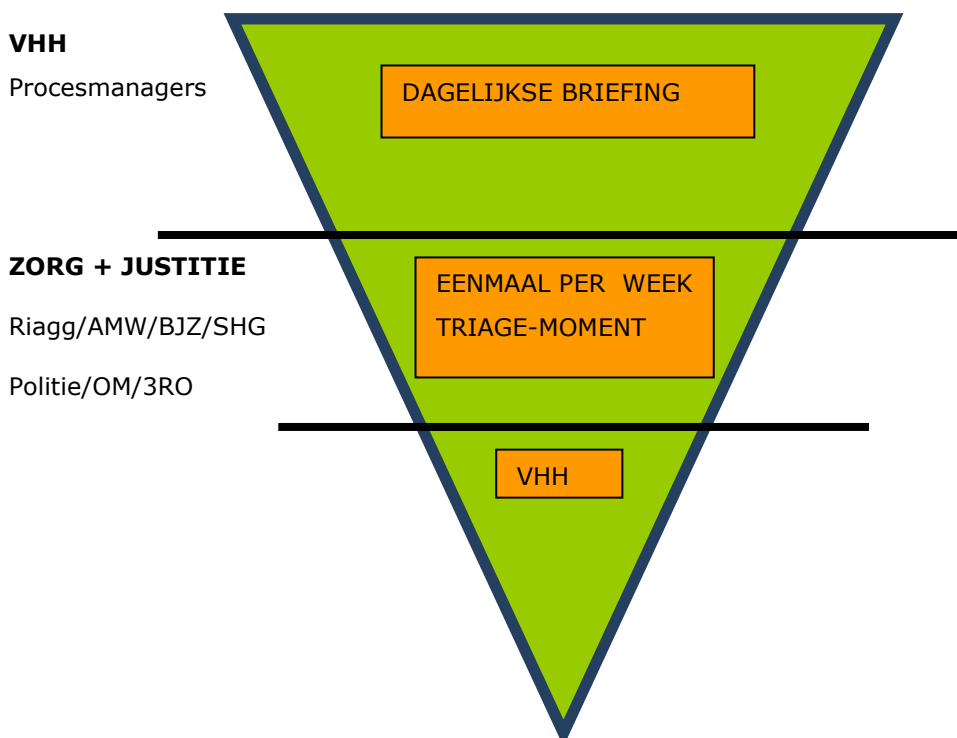 VHH
Procesmanagers
DAGELIJKSE BRIEFING
ZORG + JUSTITIE
Riagg/AMW/BJZ/SHG
Politie/OM/3RO
EENMAAL PER WEEK
TRIAGE-MOMENT
VHH